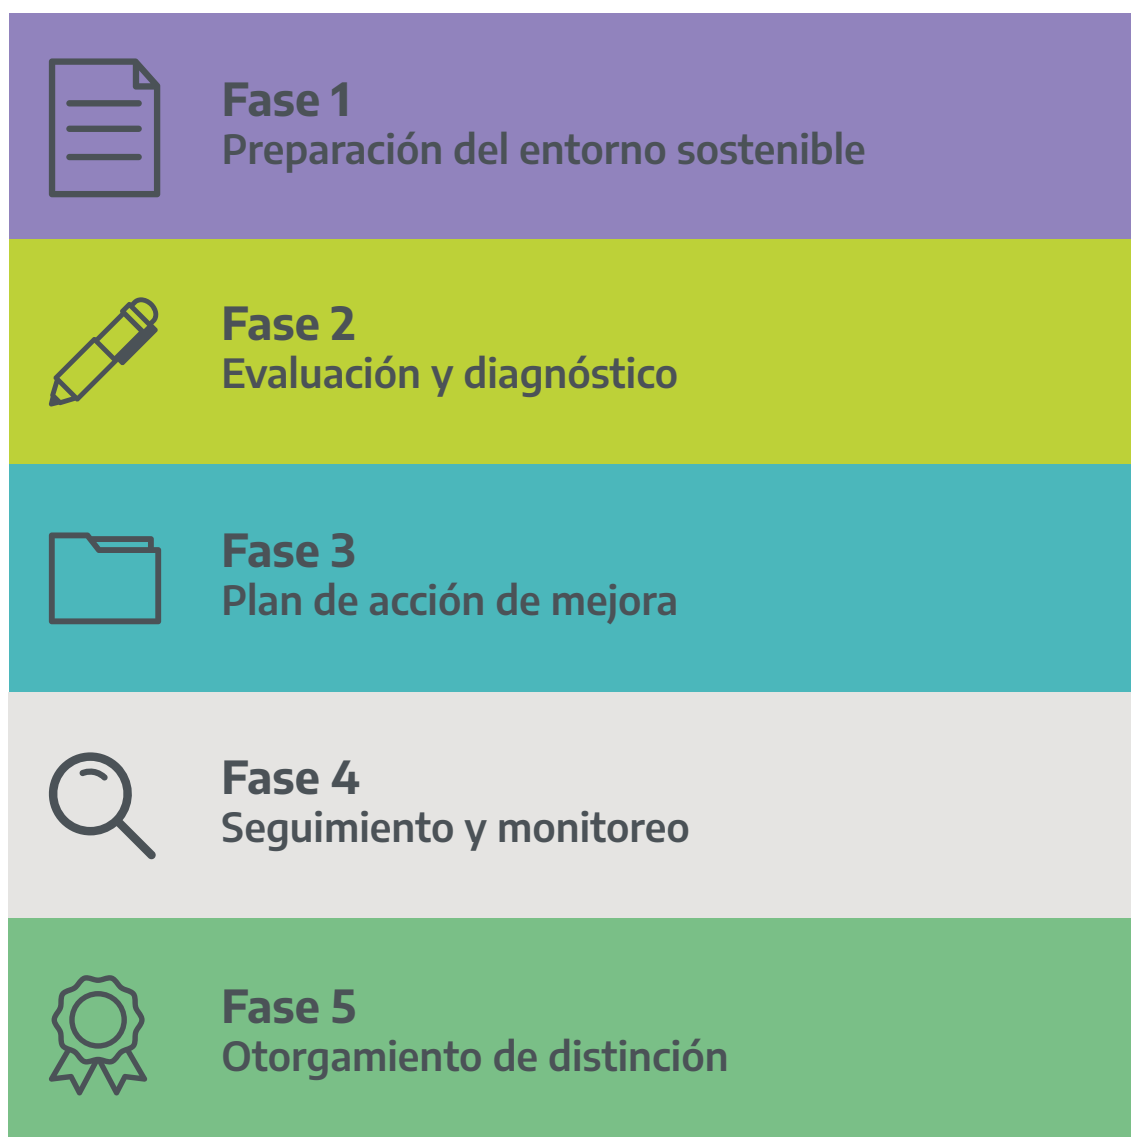 Fase 1
Preparación del entorno sostenible
Fase 2
Evaluación y diagnóstico
Fase 3
Plan de acción de mejora
Fase 4
Seguimiento y monitoreo
Fase 5
Otorgamiento de distinción